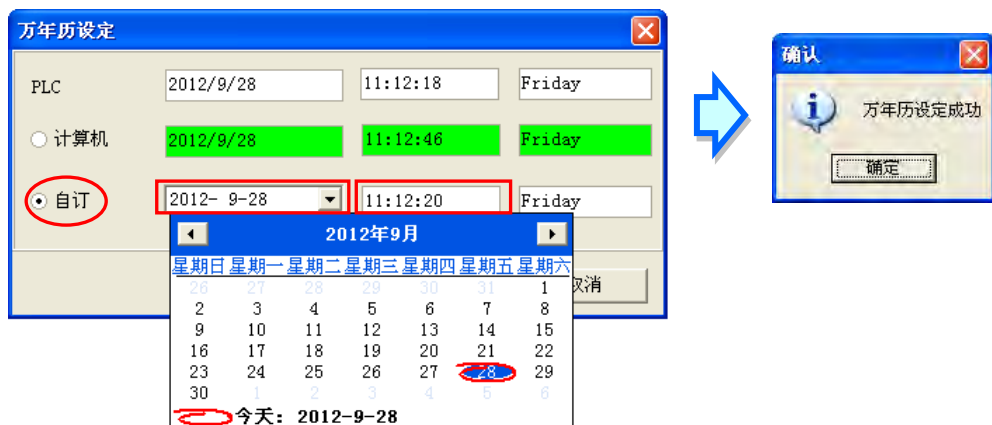 万年历设定
PLC 2012/9/28 11:12:18 Friday
计算机 2012/9/28 11:12:46 Friday
自订 2012- 9-28 11:12:20 Friday
2012年9月
星期日 星期一 星期二 星期三 星期四 星期五 星期六
26 27 28 29 30 31 1
2 3 4 5 6 7 8
9 10 11 12 13 14 15
16 17 18 19 20 21 22
23 24 25 26 27 28 29
30 1 2 3 4 5 6
今天: 2012-9-28
取消
确认
万年历设定成功
确定